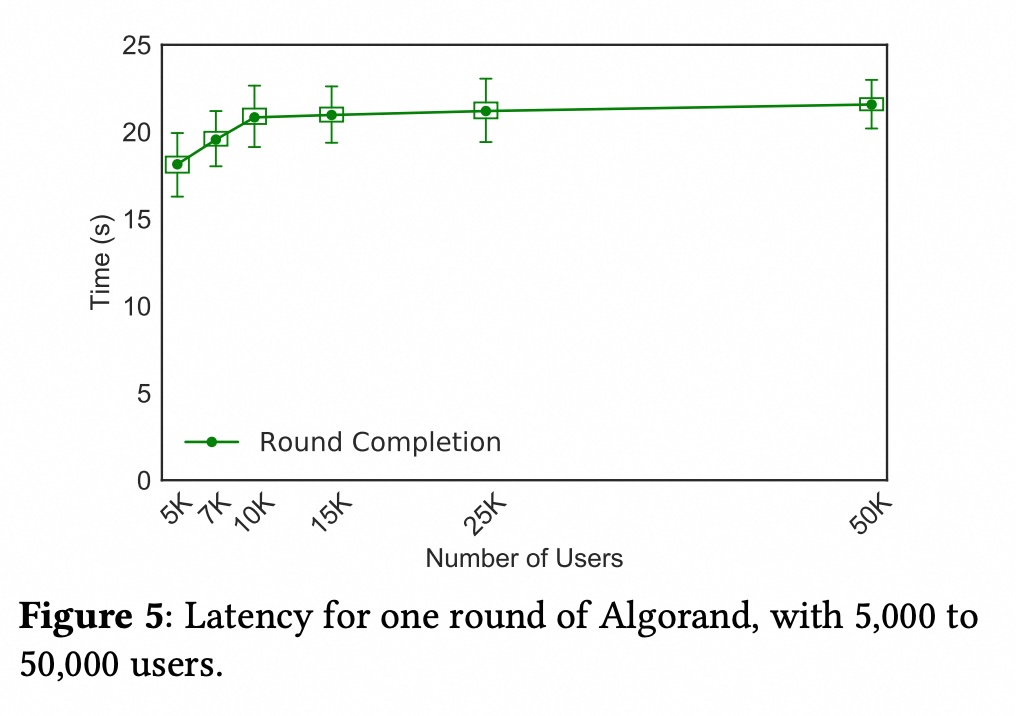 25
20
15
10
5
0
Time (s)
Round Completion
5K
7K
10K
15K
25K
50K
Number of Users
Figure 5: Latency for one round of Algorand, with 5,000 to
50,000 users.